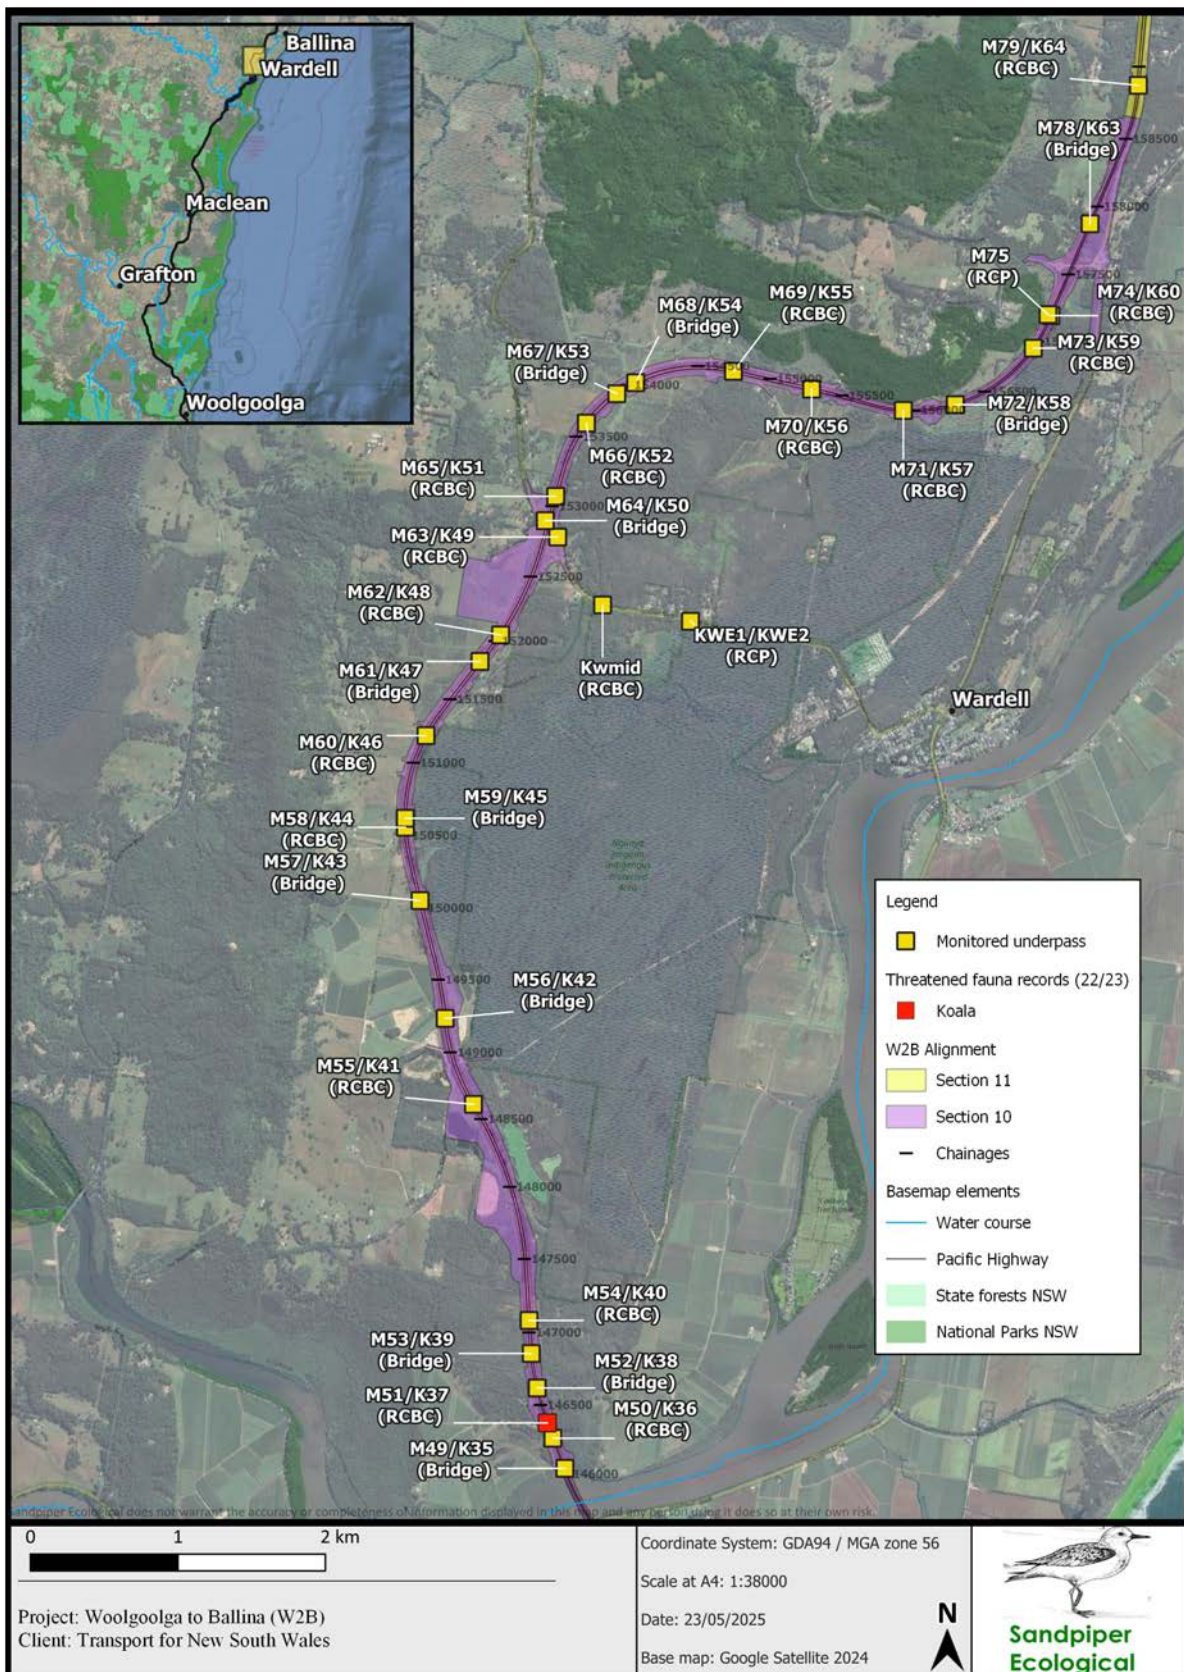 Ballina
Wardell
Maclean
Grafton
Woolgoolga
M79/K64
(RCBC)
M78/K63
(Bridge)
158500
158000
M75
(RCP)
157500
M74/K60
(RCBC)
M73/K59
(RCBC)
M68/K54
(Bridge)
M69/K55
(RCBC)
M67/K53
(Bridge)
154000
154500
155000
155500
156000
156500
M72/K58
(Bridge)
M70/K56
(RCBC)
M71/K57
(RCBC)
153500
M66/K52
(RCBC)
M65/K51
(RCBC)
153000
M64/K50
(Bridge)
M63/K49
(RCBC)
152500
M62/K48
(RCBC)
152000
KWE1/KWE2
(RCP)
Kwmid
(RCBC)
M61/K47
(Bridge)
151500
Wardell
M60/K46
(RCBC)
151000
M59/K45
(Bridge)
M58/K44
(RCBC)
150500
M57/K43
(Bridge)
150000
Indigenous
Protected
Area
149500
M56/K42
(Bridge)
149000
M55/K41
(RCBC)
148500
148000
147500
M54/K40
(RCBC)
147000
M53/K39
(Bridge)
M52/K38
(Bridge)
M51/K37
(RCBC)
146500
M50/K36
(RCBC)
M49/K35
(Bridge)
146000
Legend
Monitored underpass
Threatened fauna records (22/23)
Koala
W2B Alignment
Section 11
Section 10
Chainages
Basemap elements
Water course
Pacific Highway
State forests NSW
National Parks NSW
Sandpiper Ecological does not warrant the accuracy or completeness of information displayed in this map and any person using it does so at their own risk.
0 1 2 km
Project: Woolgoolga to Ballina (W2B)
Client: Transport for New South Wales
Coordinate System: GDA94 / MGA zone 56
Scale at A4: 1:38000
Date: 23/05/2025
Base map: Google Satellite 2024
N
Sandpiper
Ecological